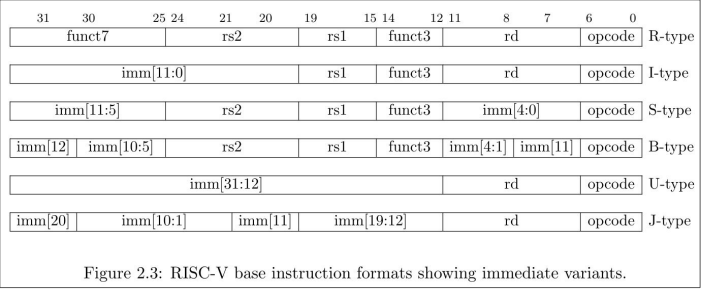 31 30 25 24 21 20 19 15 14 12 11 8 7 6 0
funct7 rs2 rs1 funct3 rd opcode R-type
imm[11:0] rs1 funct3 rd opcode I-type
imm[11:5] rs2 rs1 funct3 imm[4:0] opcode S-type
imm[12] imm[10:5] rs2 rs1 funct3 imm[4:1] imm[11] opcode B-type
imm[31:12] rd opcode U-type
imm[20] imm[10:1] imm[11] imm[19:12] rd opcode J-type
Figure 2.3: RISC-V base instruction formats showing immediate variants.